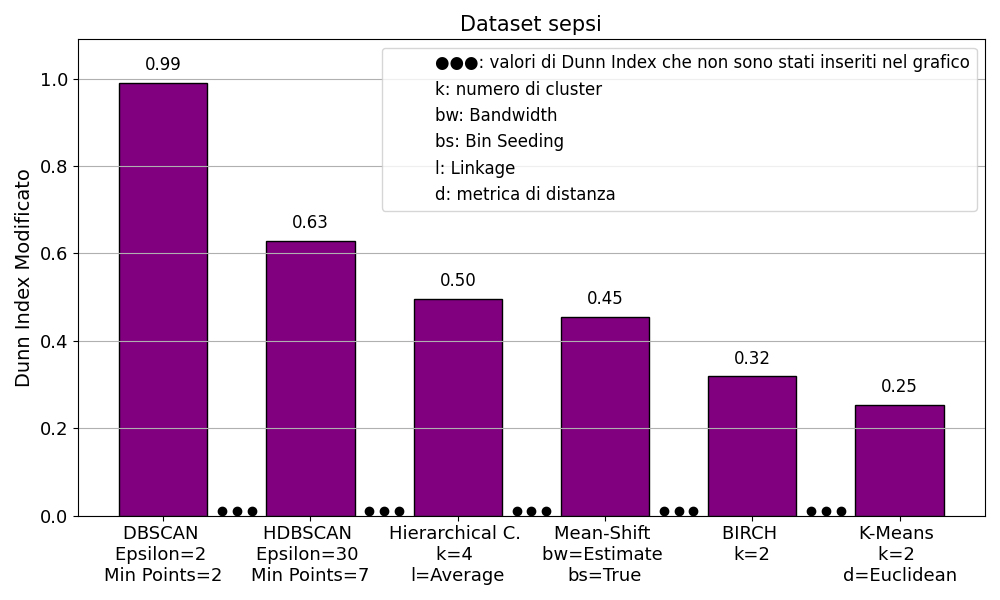 Dataset sepsi
●●●: valori di Dunn Index che non sono stati inseriti nel grafico
k: numero di cluster
bw: Bandwidth
bs: Bin Seeding
l: Linkage
d: metrica di distanza
Dunn Index Modificato
1.0
0.8
0.6
0.4
0.2
0.0
0.99
0.63
0.50
0.45
0.32
0.25
DBSCAN
Epsilon=2
Min Points=2
HDBSCAN
Epsilon=30
Min Points=7
Hierarchical C.
k=4
l=Average
Mean-Shift
bw=Estimate
bs=True
BIRCH
k=2
K-Means
k=2
d=Euclidean